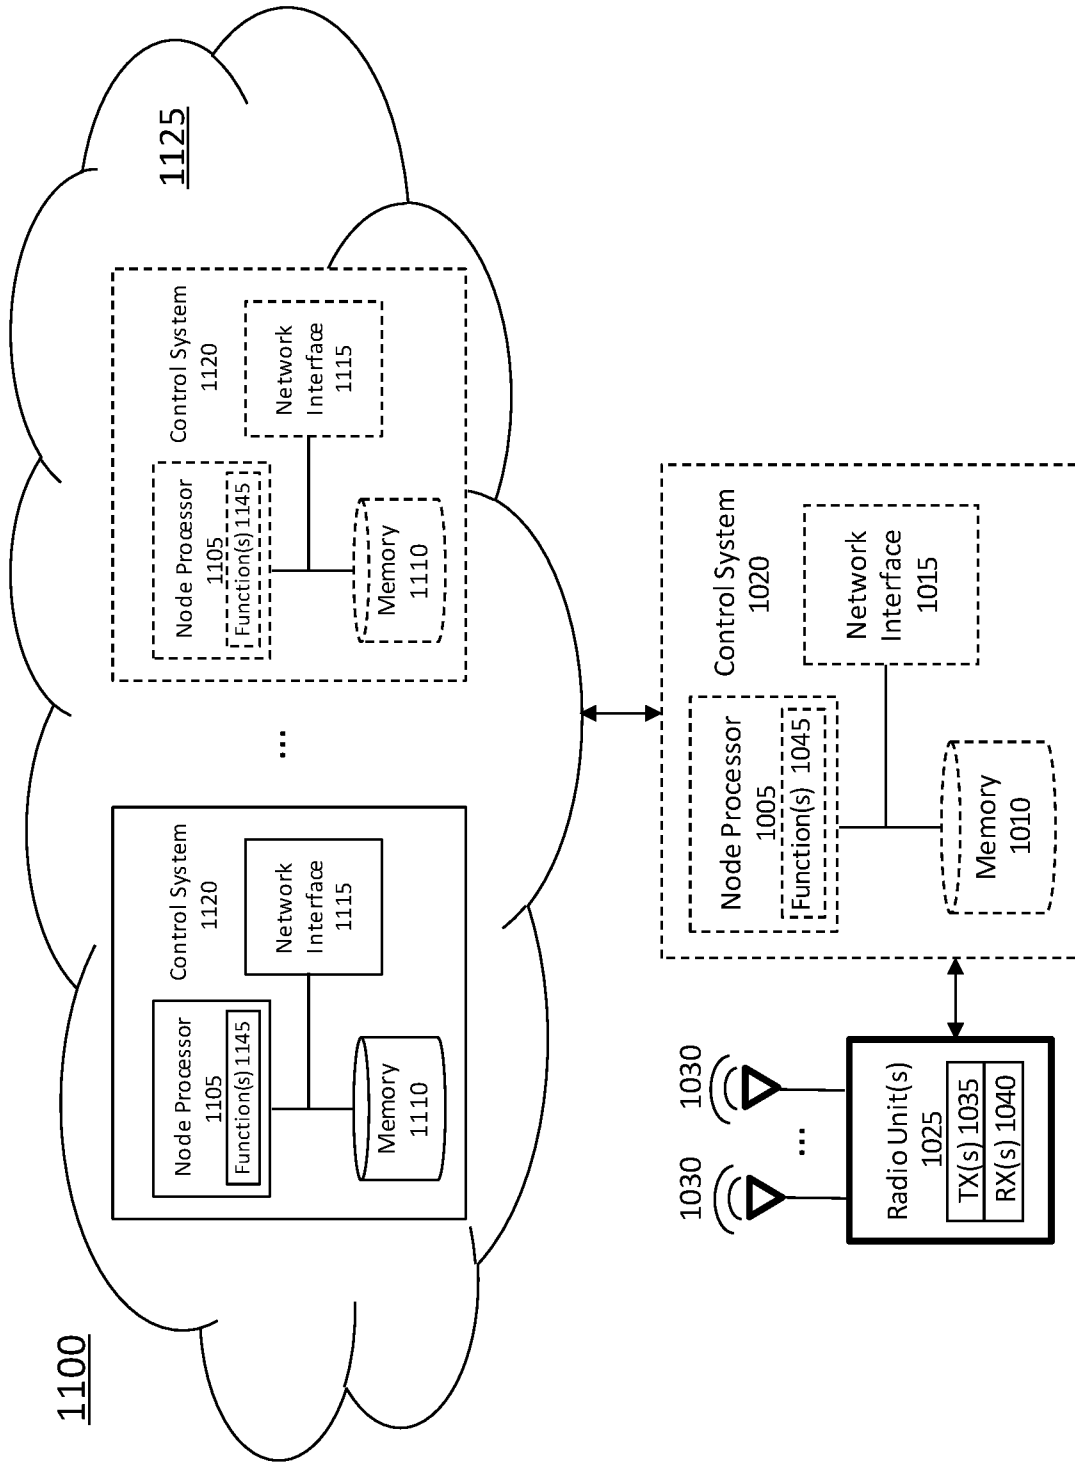 1100
1125
Control System
1120
Node Processor
1105
Function(s) 1145
Network
Interface
1115
Memory
1110
...
Control System
1120
Node Processor
1105
Function(s) 1145
Network
Interface
1115
Memory
1110
1030
...
1030
Radio Unit(s)
1025
TX(s) 1035
RX(s) 1040
Control System
1020
Node Processor
1005
Function(s) 1045
Network
Interface
1015
Memory
1010